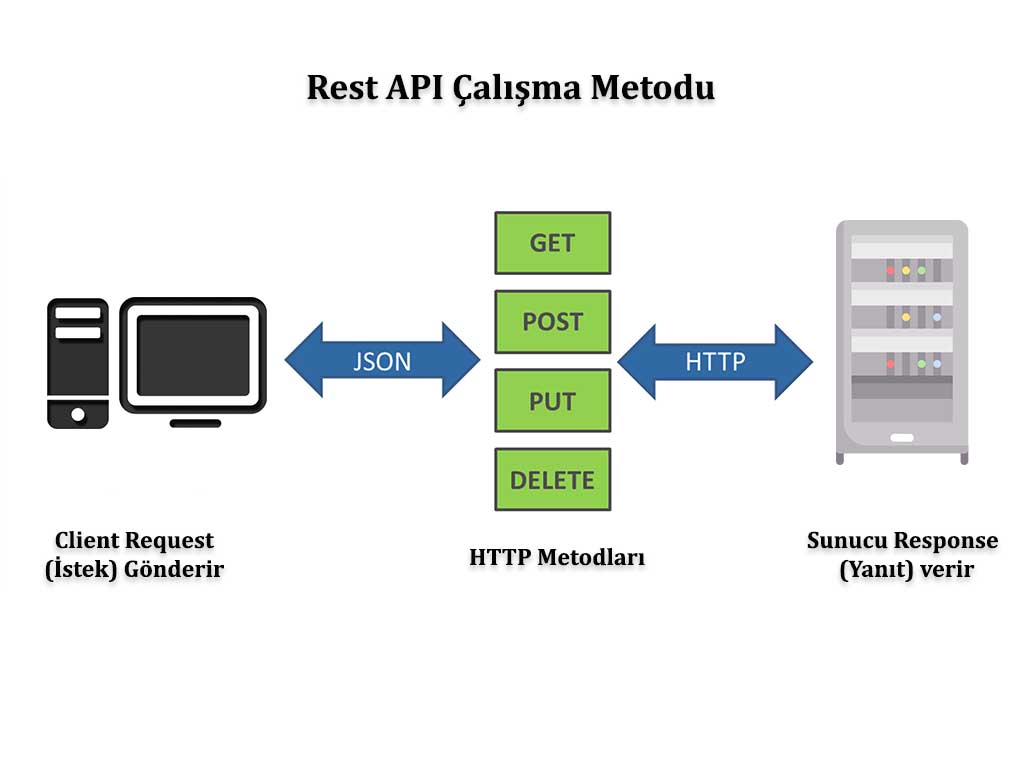 Rest API Çalışma Metodu
GET
POST
PUT
DELETE
JSON
HTTP
Client Request
(İstek) Gönderir
HTTP Metodları
Sunucu Response
(Yanıt) verir